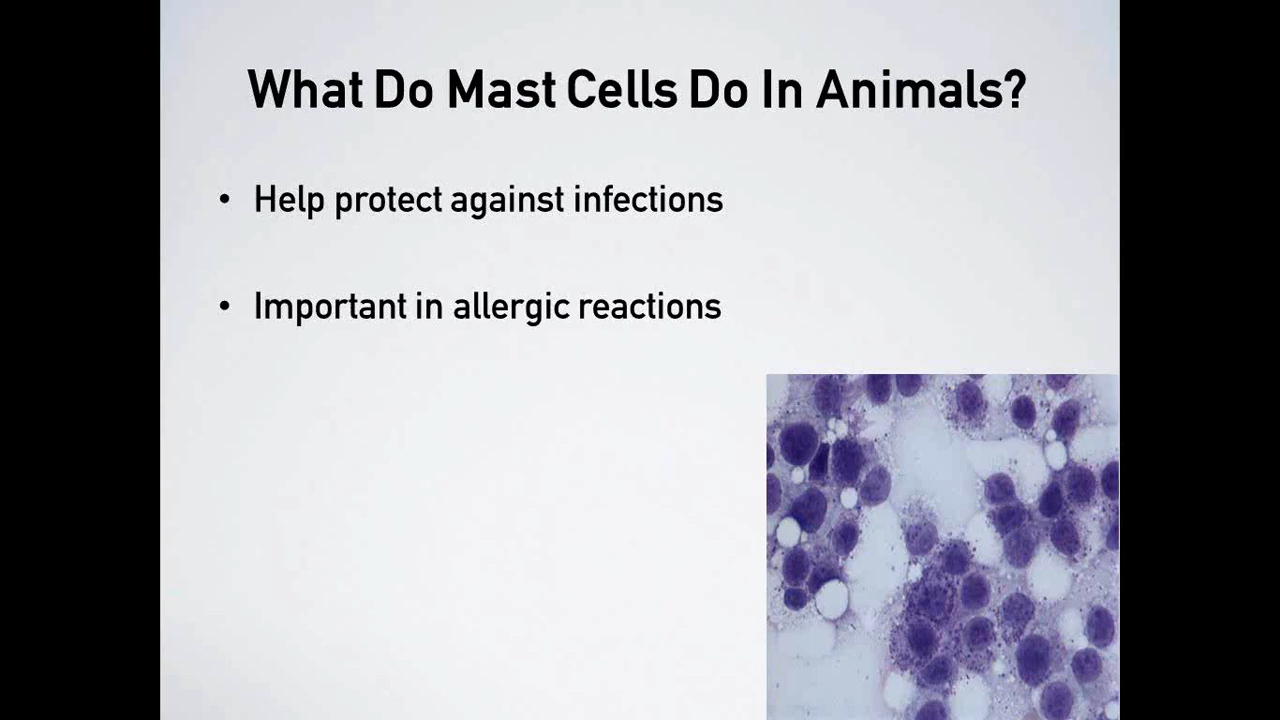 What Do Mast Cells Do In Animals?
• Help protect against infections
• Important in allergic reactions